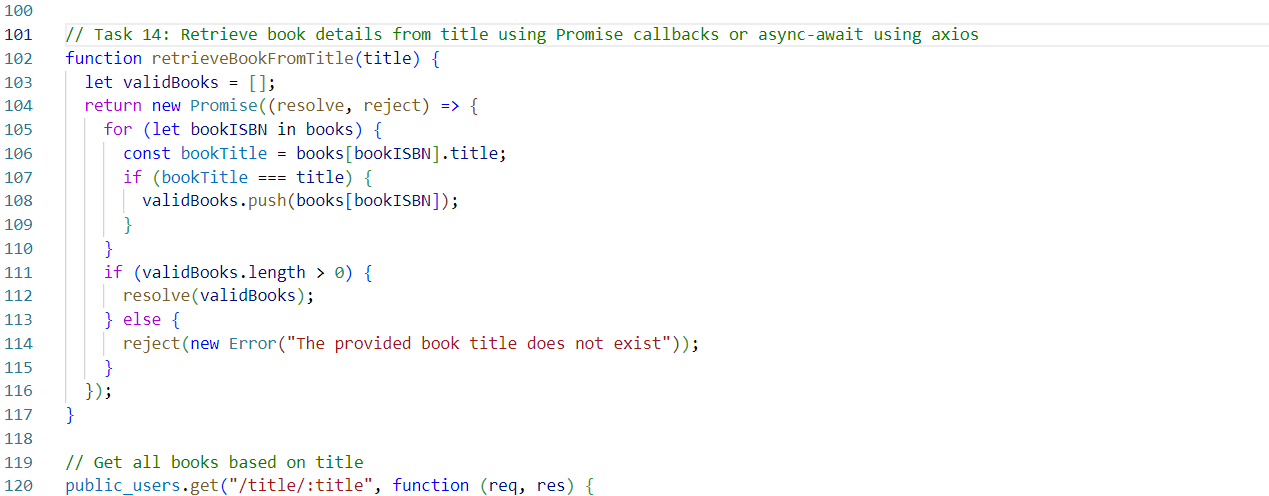 100
101 // Task 14: Retrieve book details from title using Promise callbacks or async-await using axios
102 function retrieveBookFromTitle(title) {
103   let validBooks = [];
104   return new Promise((resolve, reject) => {
105     for (let bookISBN in books) {
106       const bookTitle = books[bookISBN].title;
107       if (bookTitle === title) {
108         validBooks.push(books[bookISBN]);
109       }
110     }
111     if (validBooks.length > 0) {
112       resolve(validBooks);
113     } else {
114       reject(new Error("The provided book title does not exist"));
115     }
116   });
117 }
118
119 // Get all books based on title
120 public_users.get("/title/:title", function (req, res) {